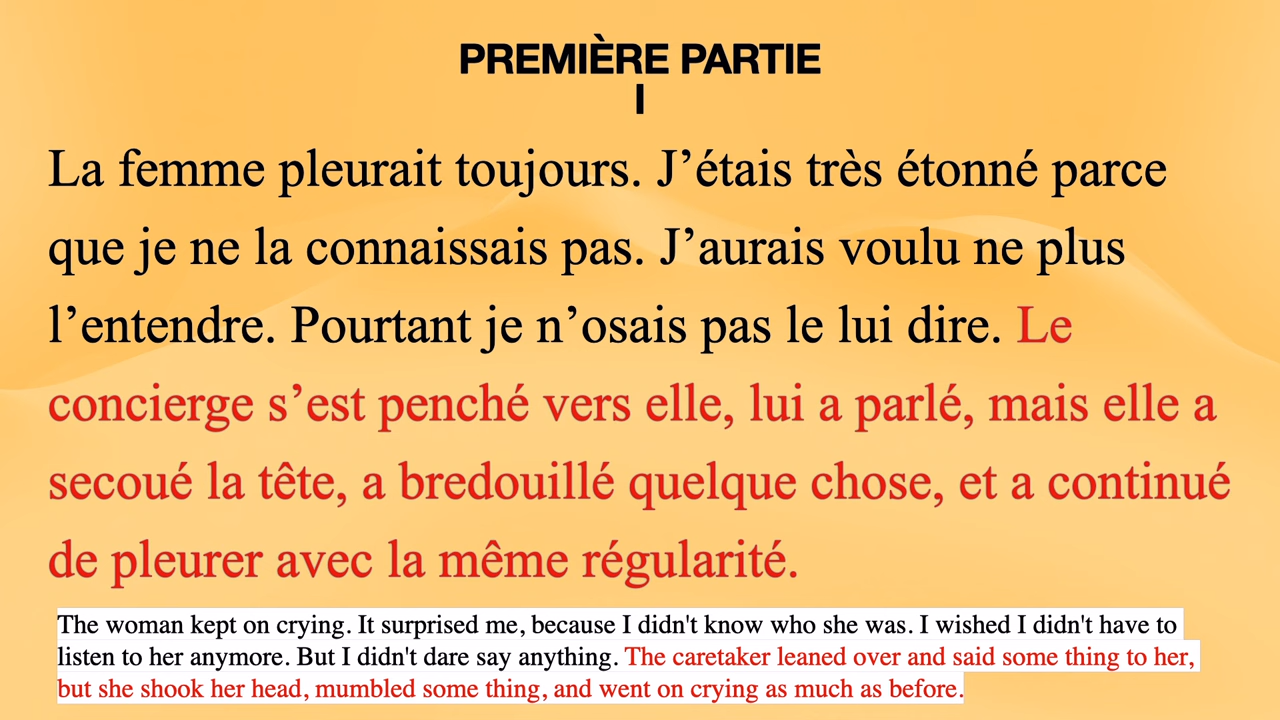 PREMIÈRE PARTIE
I
La femme pleurait toujours. J’étais très étonné parce
que je ne la connaissais pas. J’aurais voulu ne plus
l’entendre. Pourtant je n’osais pas le lui dire. Le
concierge s’est penché vers elle, lui a parlé, mais elle a
secoué la tête, a bredouillé quelque chose, et a continué
de pleurer avec la même régularité.
The woman kept on crying. It surprised me, because I didn't know who she was. I wished I didn't have to
listen to her anymore. But I didn't dare say anything. The caretaker leaned over and said some thing to her,
but she shook her head, mumbled some thing, and went on crying as much as before.